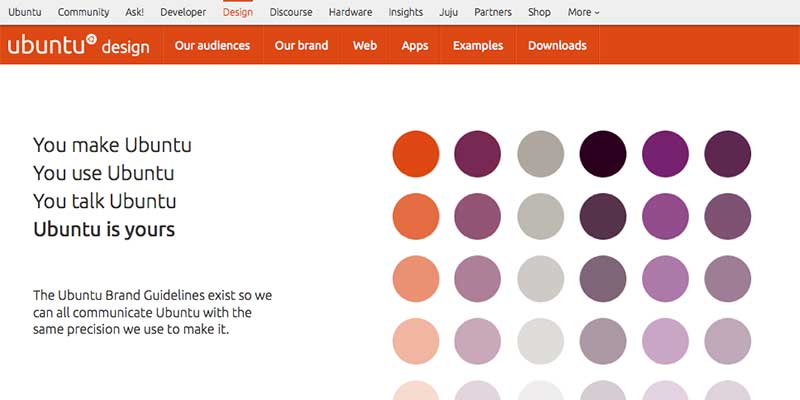 Ubuntu Community Ask! Developer Design Discourse Hardware Insights Juju Partners Shop More
ubuntu design Our audiences Our brand Web Apps Examples Downloads
You make Ubuntu
You use Ubuntu
You talk Ubuntu
Ubuntu is yours
The Ubuntu Brand Guidelines exist so we
can all communicate Ubuntu with the
same precision we use to make it.